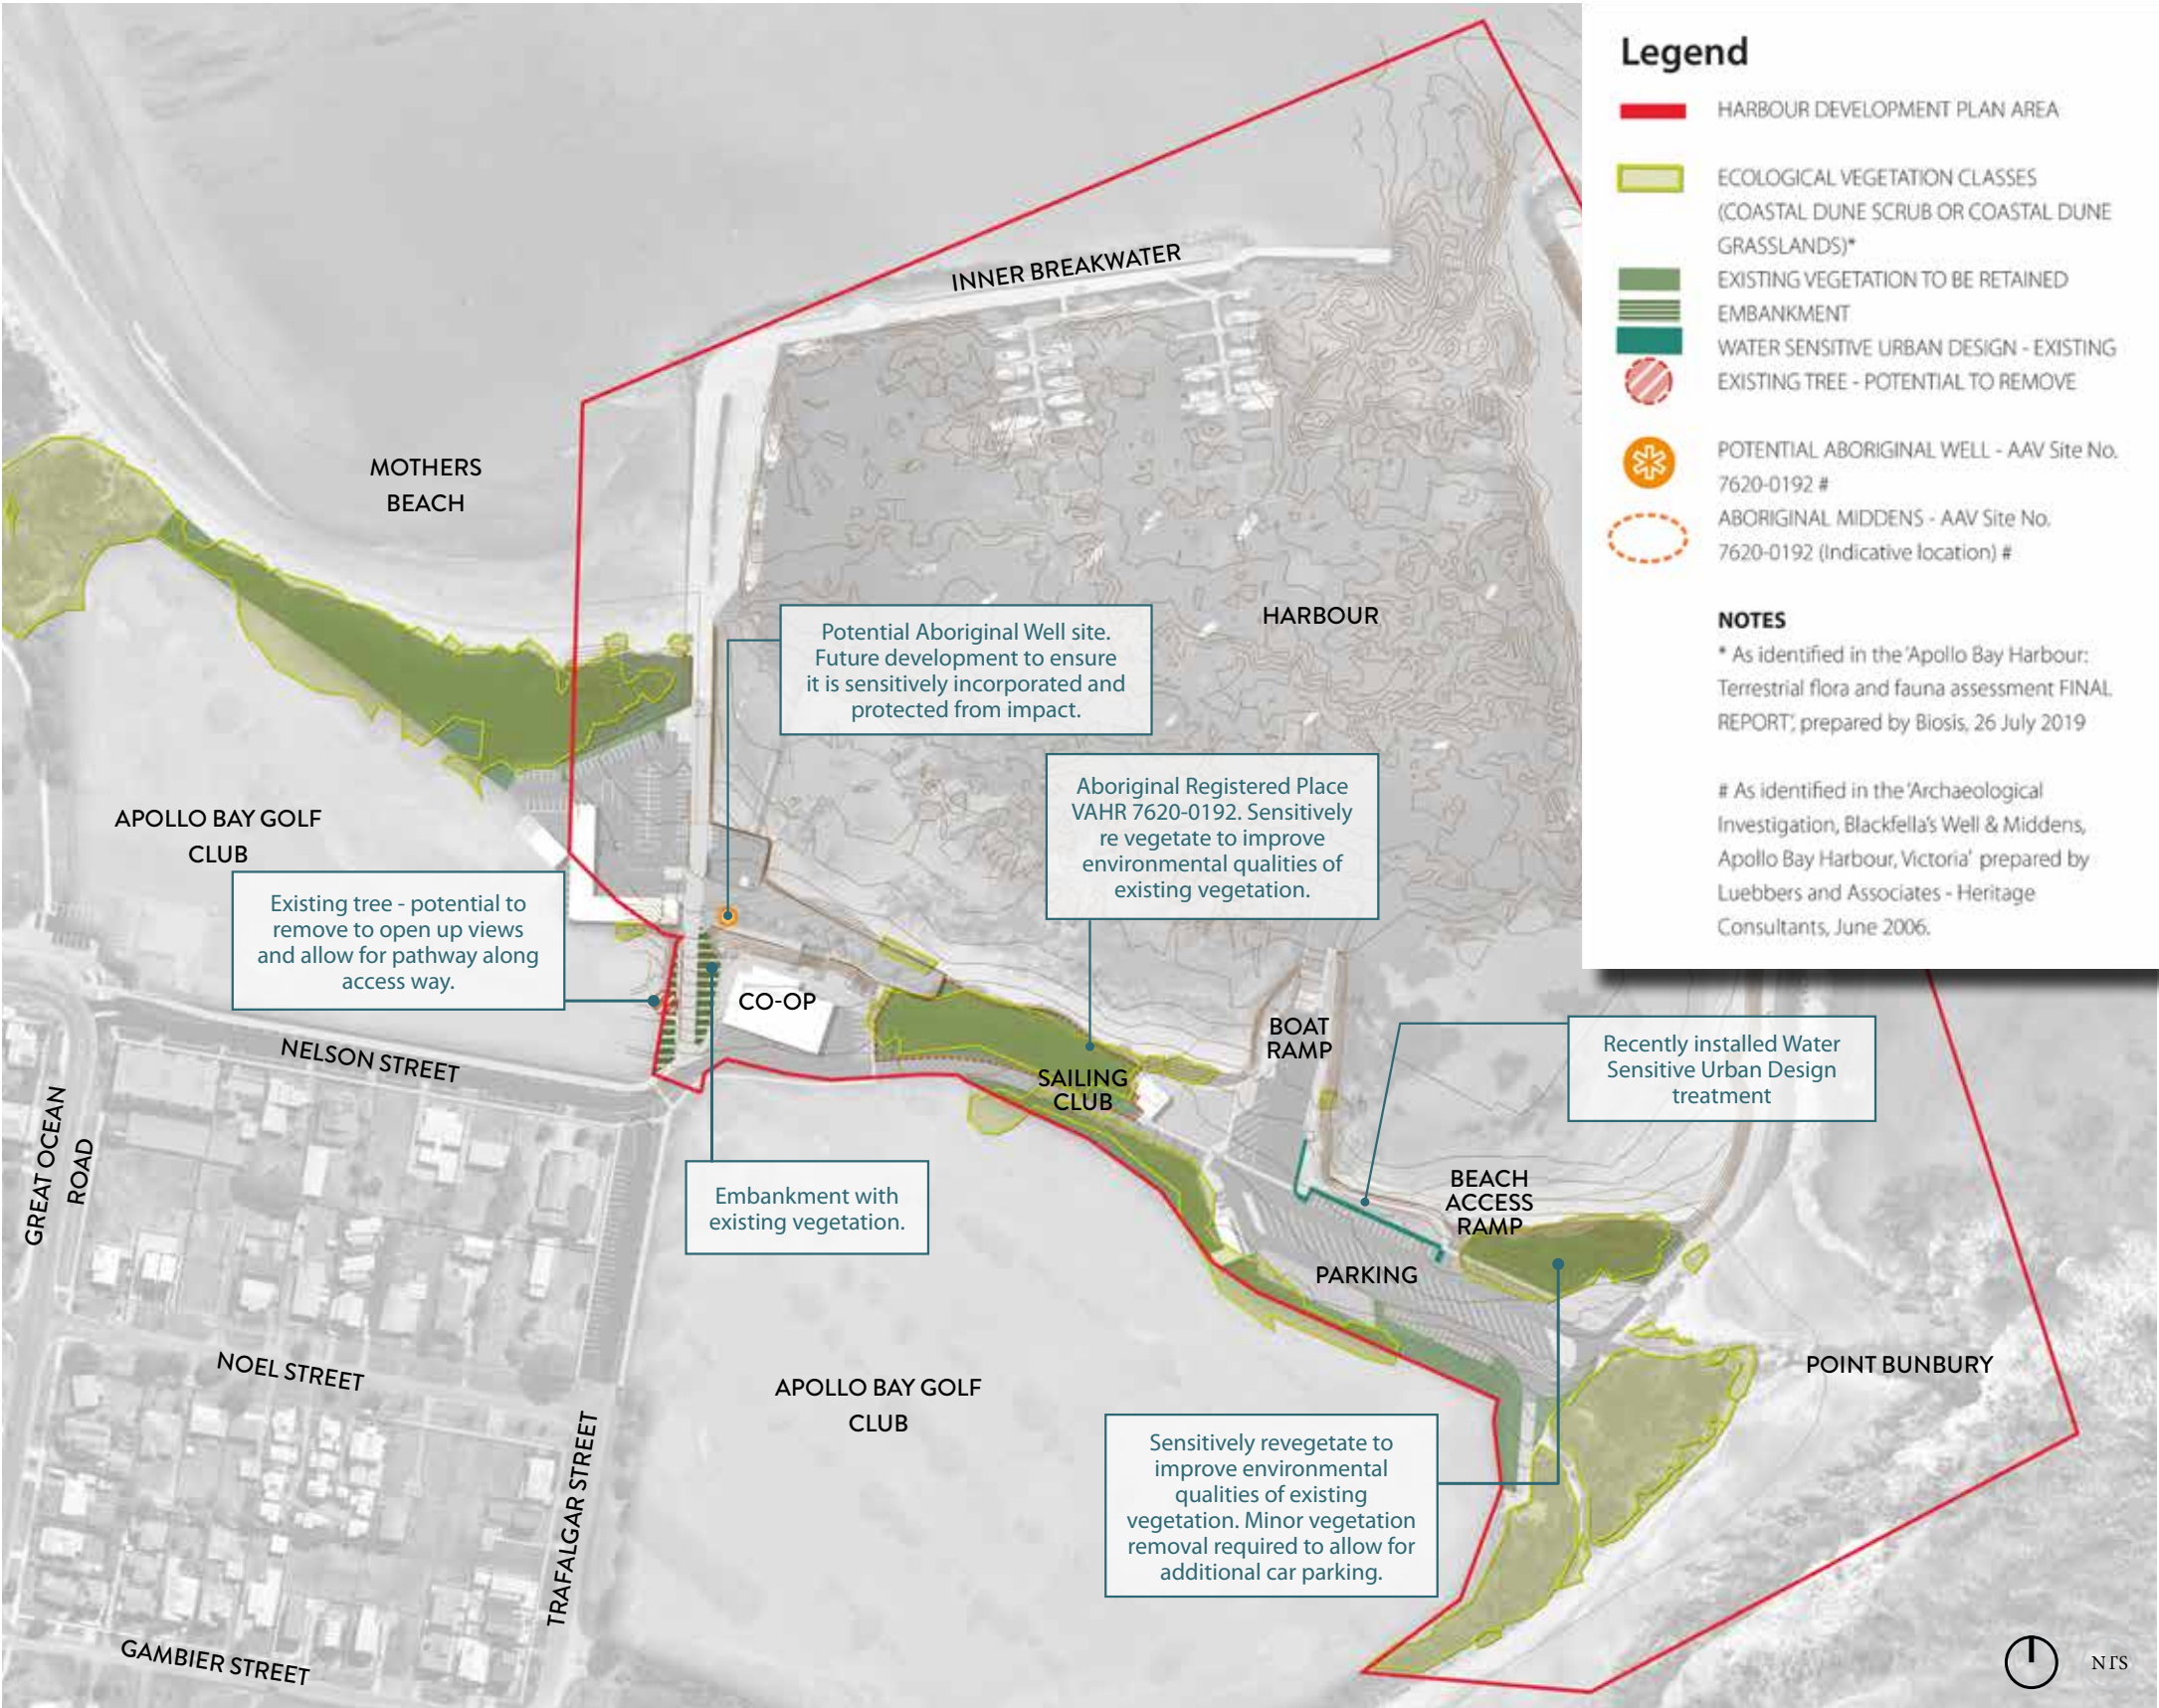 Legend
HARBOUR DEVELOPMENT PLAN AREA
ECOLOGICAL VEGETATION CLASSES
(COASTAL DUNE SCRUB OR COASTAL DUNE
GRASSLANDS)*
EXISTING VEGETATION TO BE RETAINED
EMBANKMENT
WATER SENSITIVE URBAN DESIGN - EXISTING
EXISTING TREE - POTENTIAL TO REMOVE
POTENTIAL ABORIGINAL WELL - AAV Site No.
7620-0192 #
ABORIGINAL MIDDENS - AAV Site No.
7620-0192 (Indicative location) #
NOTES
* As identified in the 'Apollo Bay Harbour:
Terrestrial flora and fauna assessment FINAL
REPORT', prepared by Biosis, 26 July 2019
# As identified in the 'Archaeological
Investigation, Blackfella's Well & Middens,
Apollo Bay Harbour, Victoria' prepared by
Luebbers and Associates - Heritage
Consultants, June 2006.
INNER BREAKWATER
MOTHERS
BEACH
HARBOUR
Potential Aboriginal Well site.
Future development to ensure
it is sensitively incorporated and
protected from impact.
Aboriginal Registered Place
VAHR 7620-0192. Sensitively
re vegetate to improve
environmental qualities of
existing vegetation.
APOLLO BAY GOLF
CLUB
Existing tree - potential to
remove to open up views
and allow for pathway along
access way.
CO-OP
BOAT
RAMP
Recently installed Water
Sensitive Urban Design
treatment
NELSON STREET
SAILING
CLUB
GREAT OCEAN
ROAD
Embankment with
existing vegetation.
BEACH
ACCESS
RAMP
PARKING
NOEL STREET
POINT BUNBURY
APOLLO BAY GOLF
CLUB
TRAFALGAR STREET
Sensitively revegetate to
improve environmental
qualities of existing
vegetation. Minor vegetation
removal required to allow for
additional car parking.
GAMBIER STREET
NTS